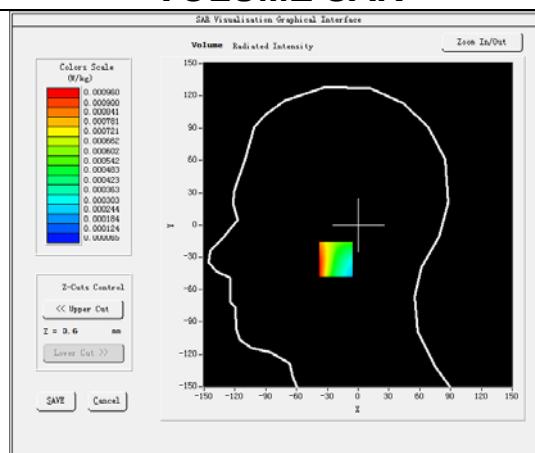 VOLUME SAR
SAR Visualisation Graphical Interface
Volume Radiated Intensity
Zoom In/Out
Colors Scale
(W/kg)
0.000960
0.000900
0.000841
0.000781
0.000721
0.000662
0.000602
0.000542
0.000483
0.000423
0.000363
0.000303
0.000244
0.000184
0.000124
0.000065
Z-Cuts Control
<< Upper Cut
Z = 3.6 mm
Lower Cut >>
SAVE
Cancel
150
120
90
60
30
0
-30
-60
-90
-120
-150
Y
-150 -120 -90 -60 -30 0 30 60 90 120 150
X